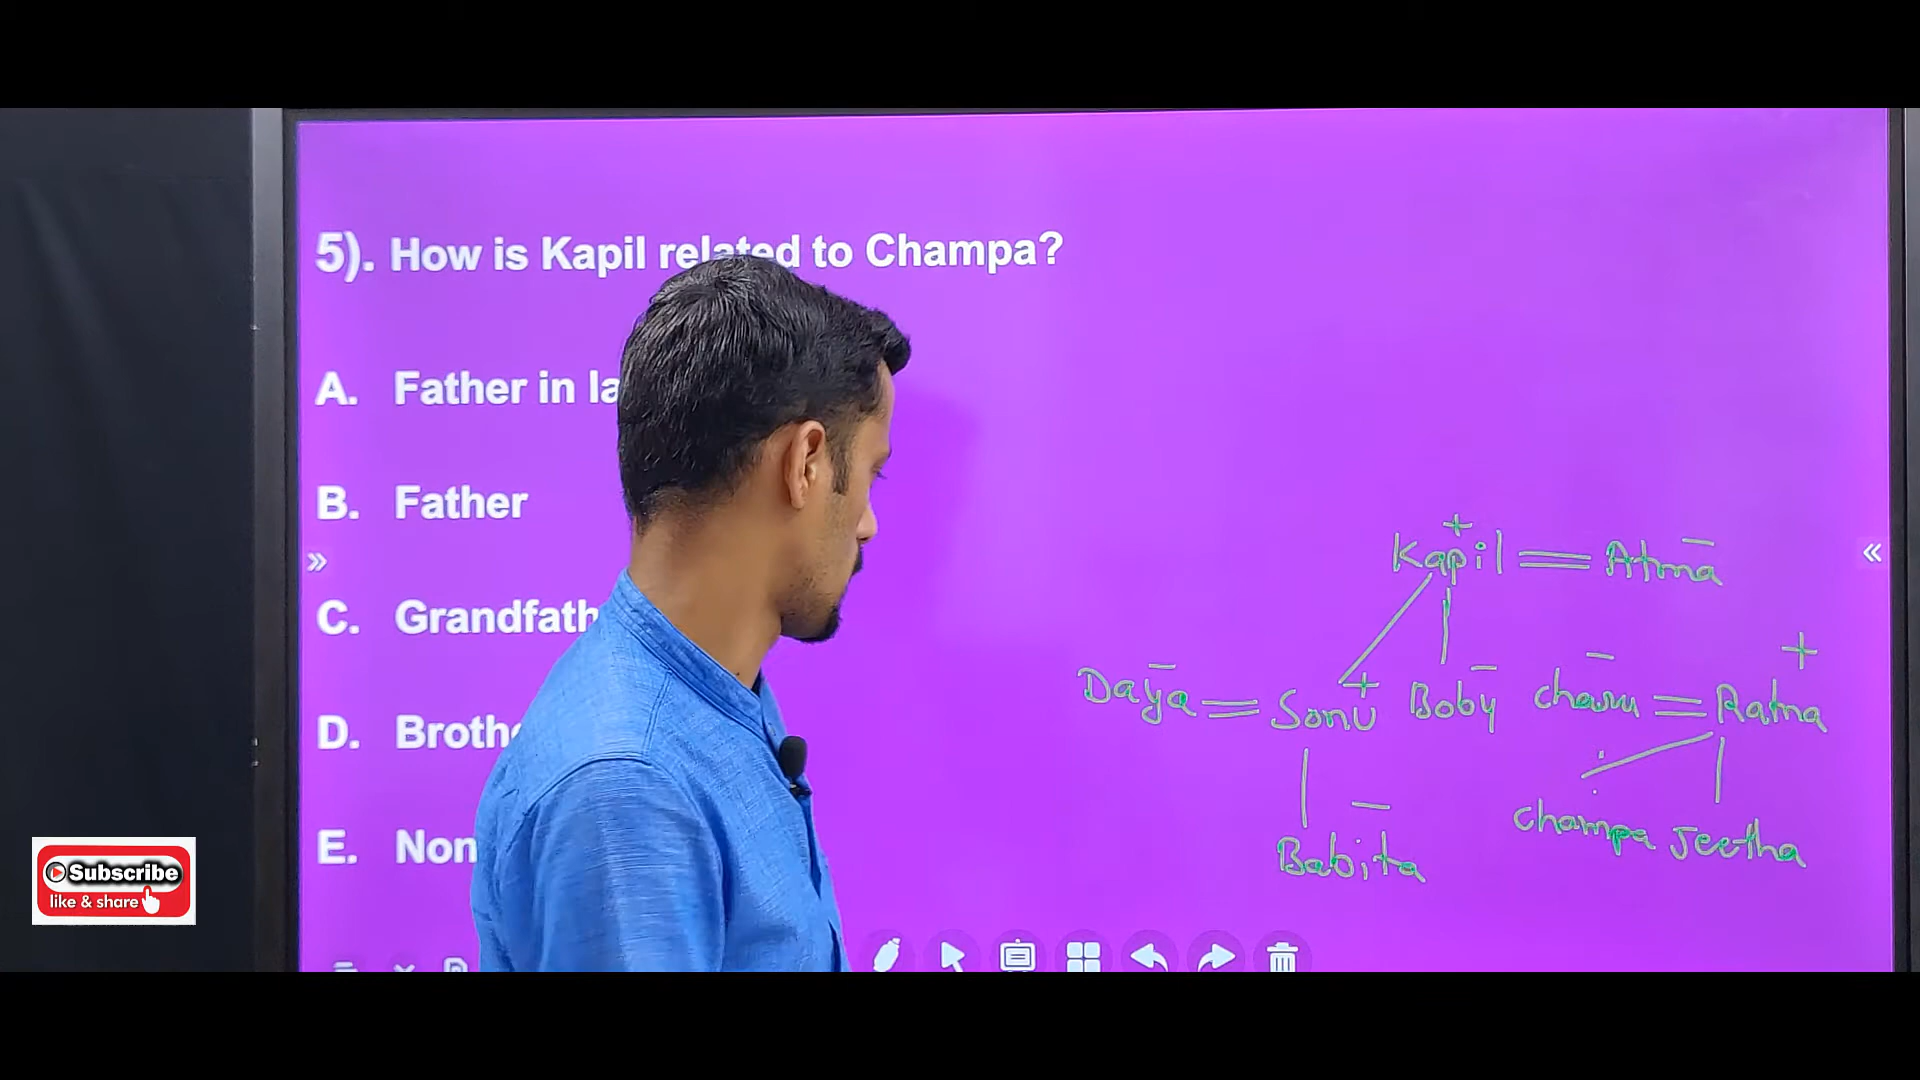 5). How is Kapil related to Champa?
A. Father in la
B. Father
C. Grandfath
D. Brothe
E. Non
Kapil = Atma
Daya = Sonu Boby Charu = Ratna
Babita Champa Jeetha
Subscribe
like & share